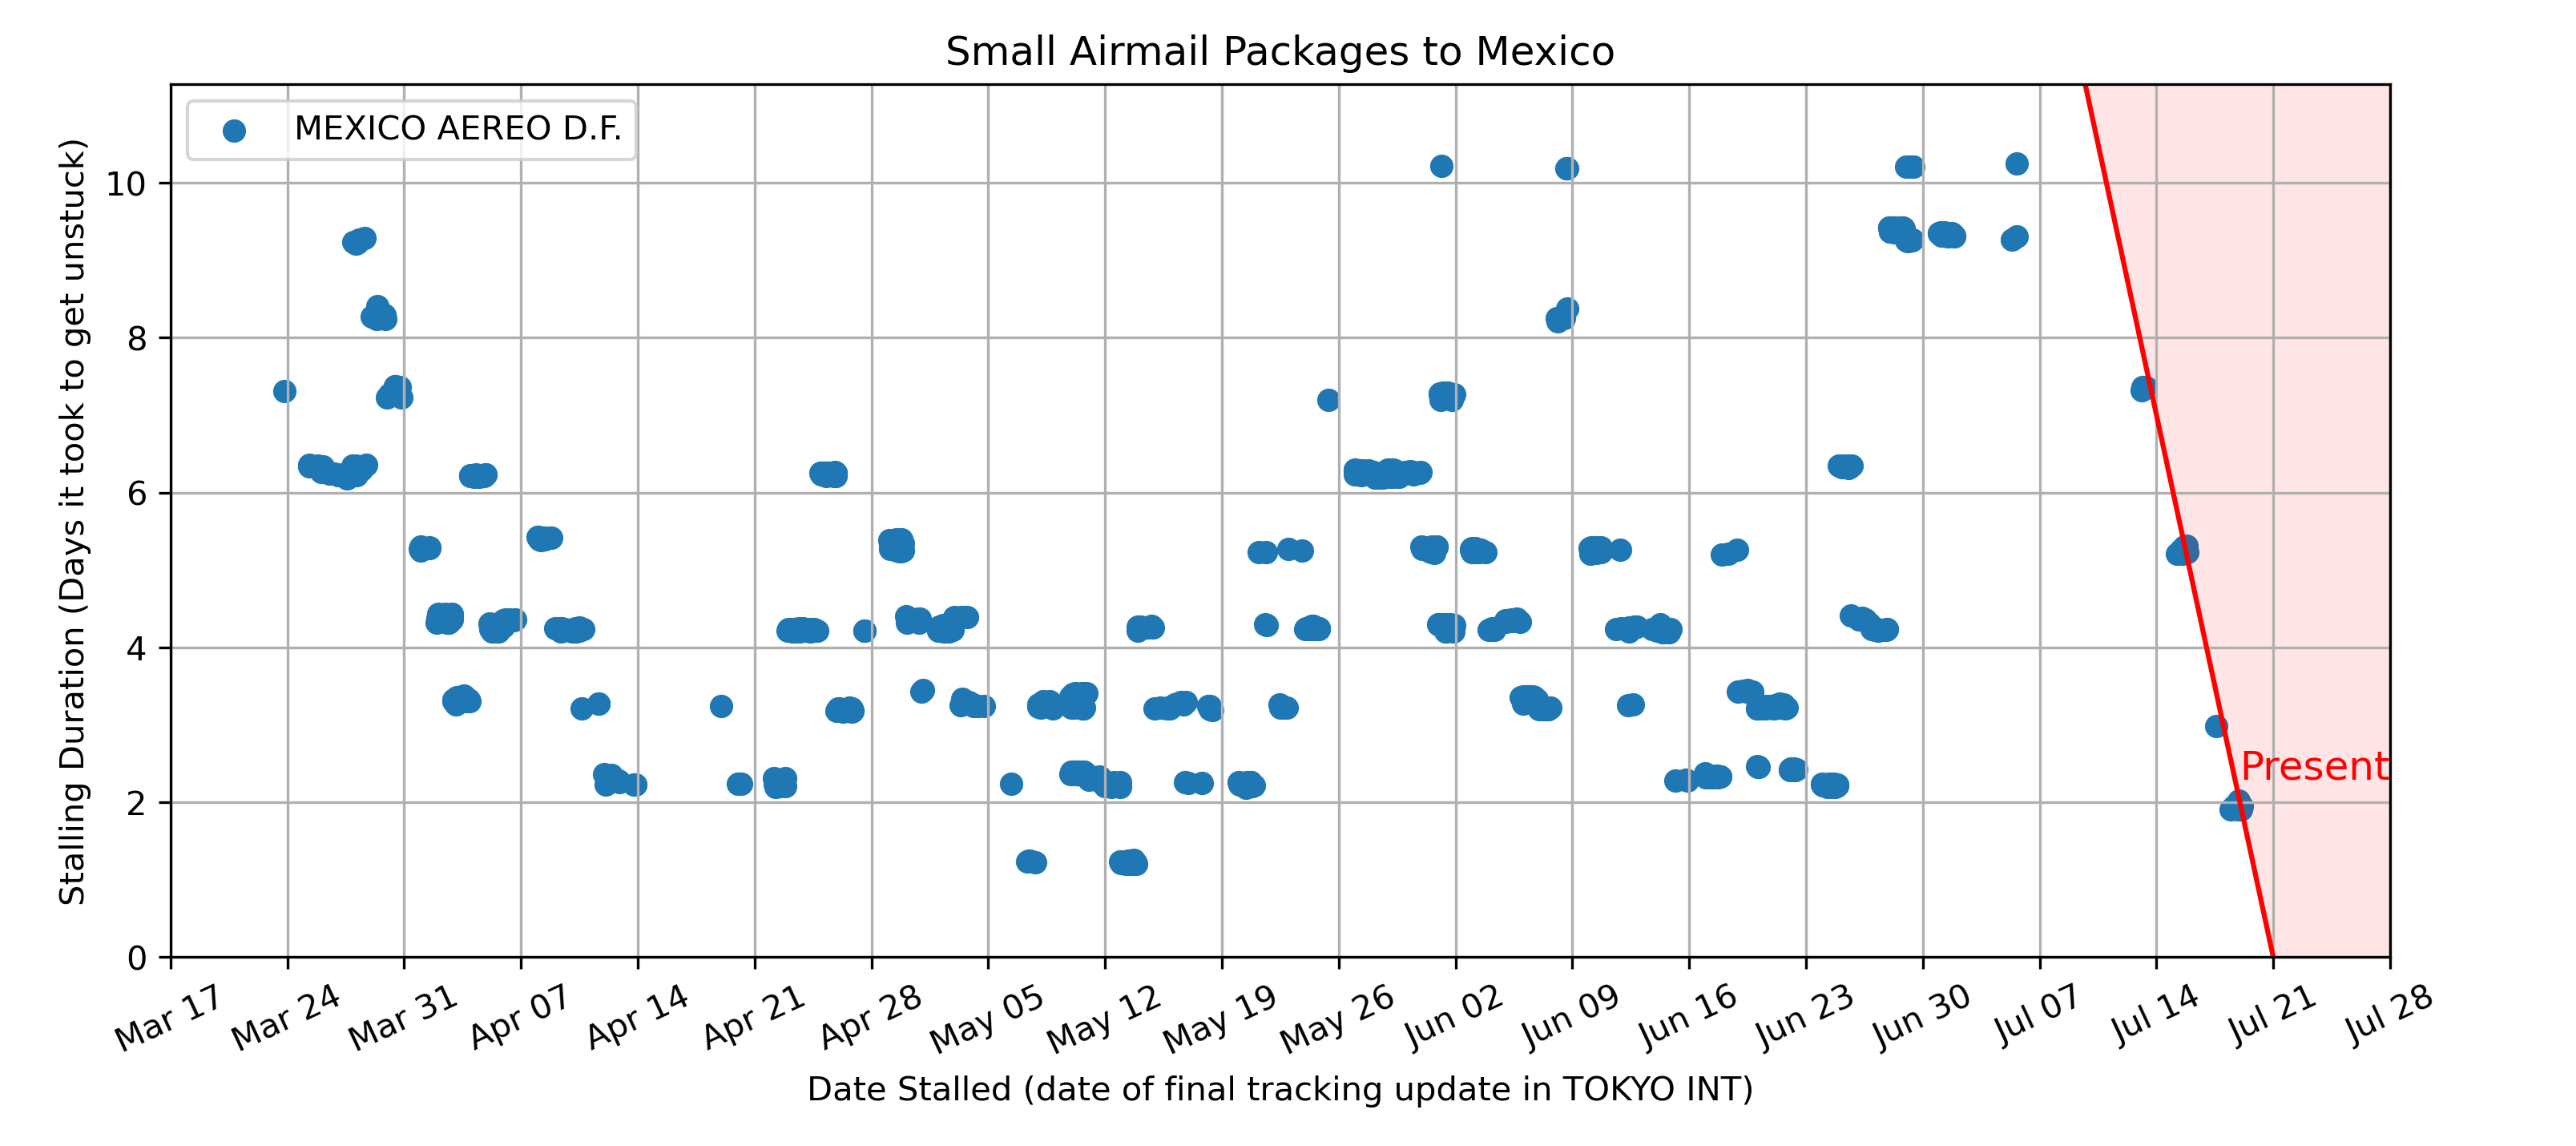 Small Airmail Packages to Mexico
MEXICO AEREO D.F.
Stalling Duration (Days it took to get unstuck)
10
8
6
4
2
0
Present
Mar 17
Mar 24
Mar 31
Apr 07
Apr 14
Apr 21
Apr 28
May 05
May 12
May 19
May 26
Jun 02
Jun 09
Jun 16
Jun 23
Jun 30
Jul 07
Jul 14
Jul 21
Jul 28
Date Stalled (date of final tracking update in TOKYO INT)